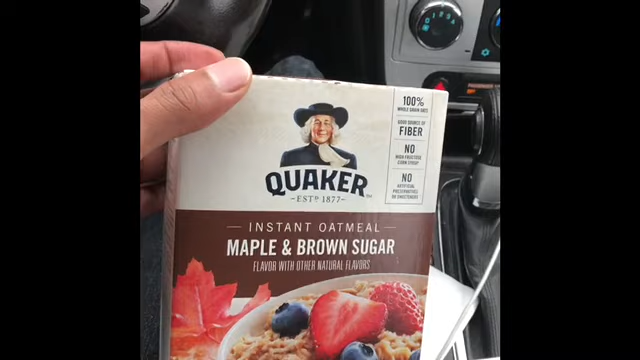 100%
WHOLE GRAIN OATS
GOOD SOURCE OF
FIBER
NO
HIGH FRUCTOSE
CORN SYRUP
NO
ARTIFICIAL
PRESERVATIVES
OR SWEETENERS
QUAKER
EST'D 1877
INSTANT OATMEAL
MAPLE & BROWN SUGAR
FLAVOR WITH OTHER NATURAL FLAVORS